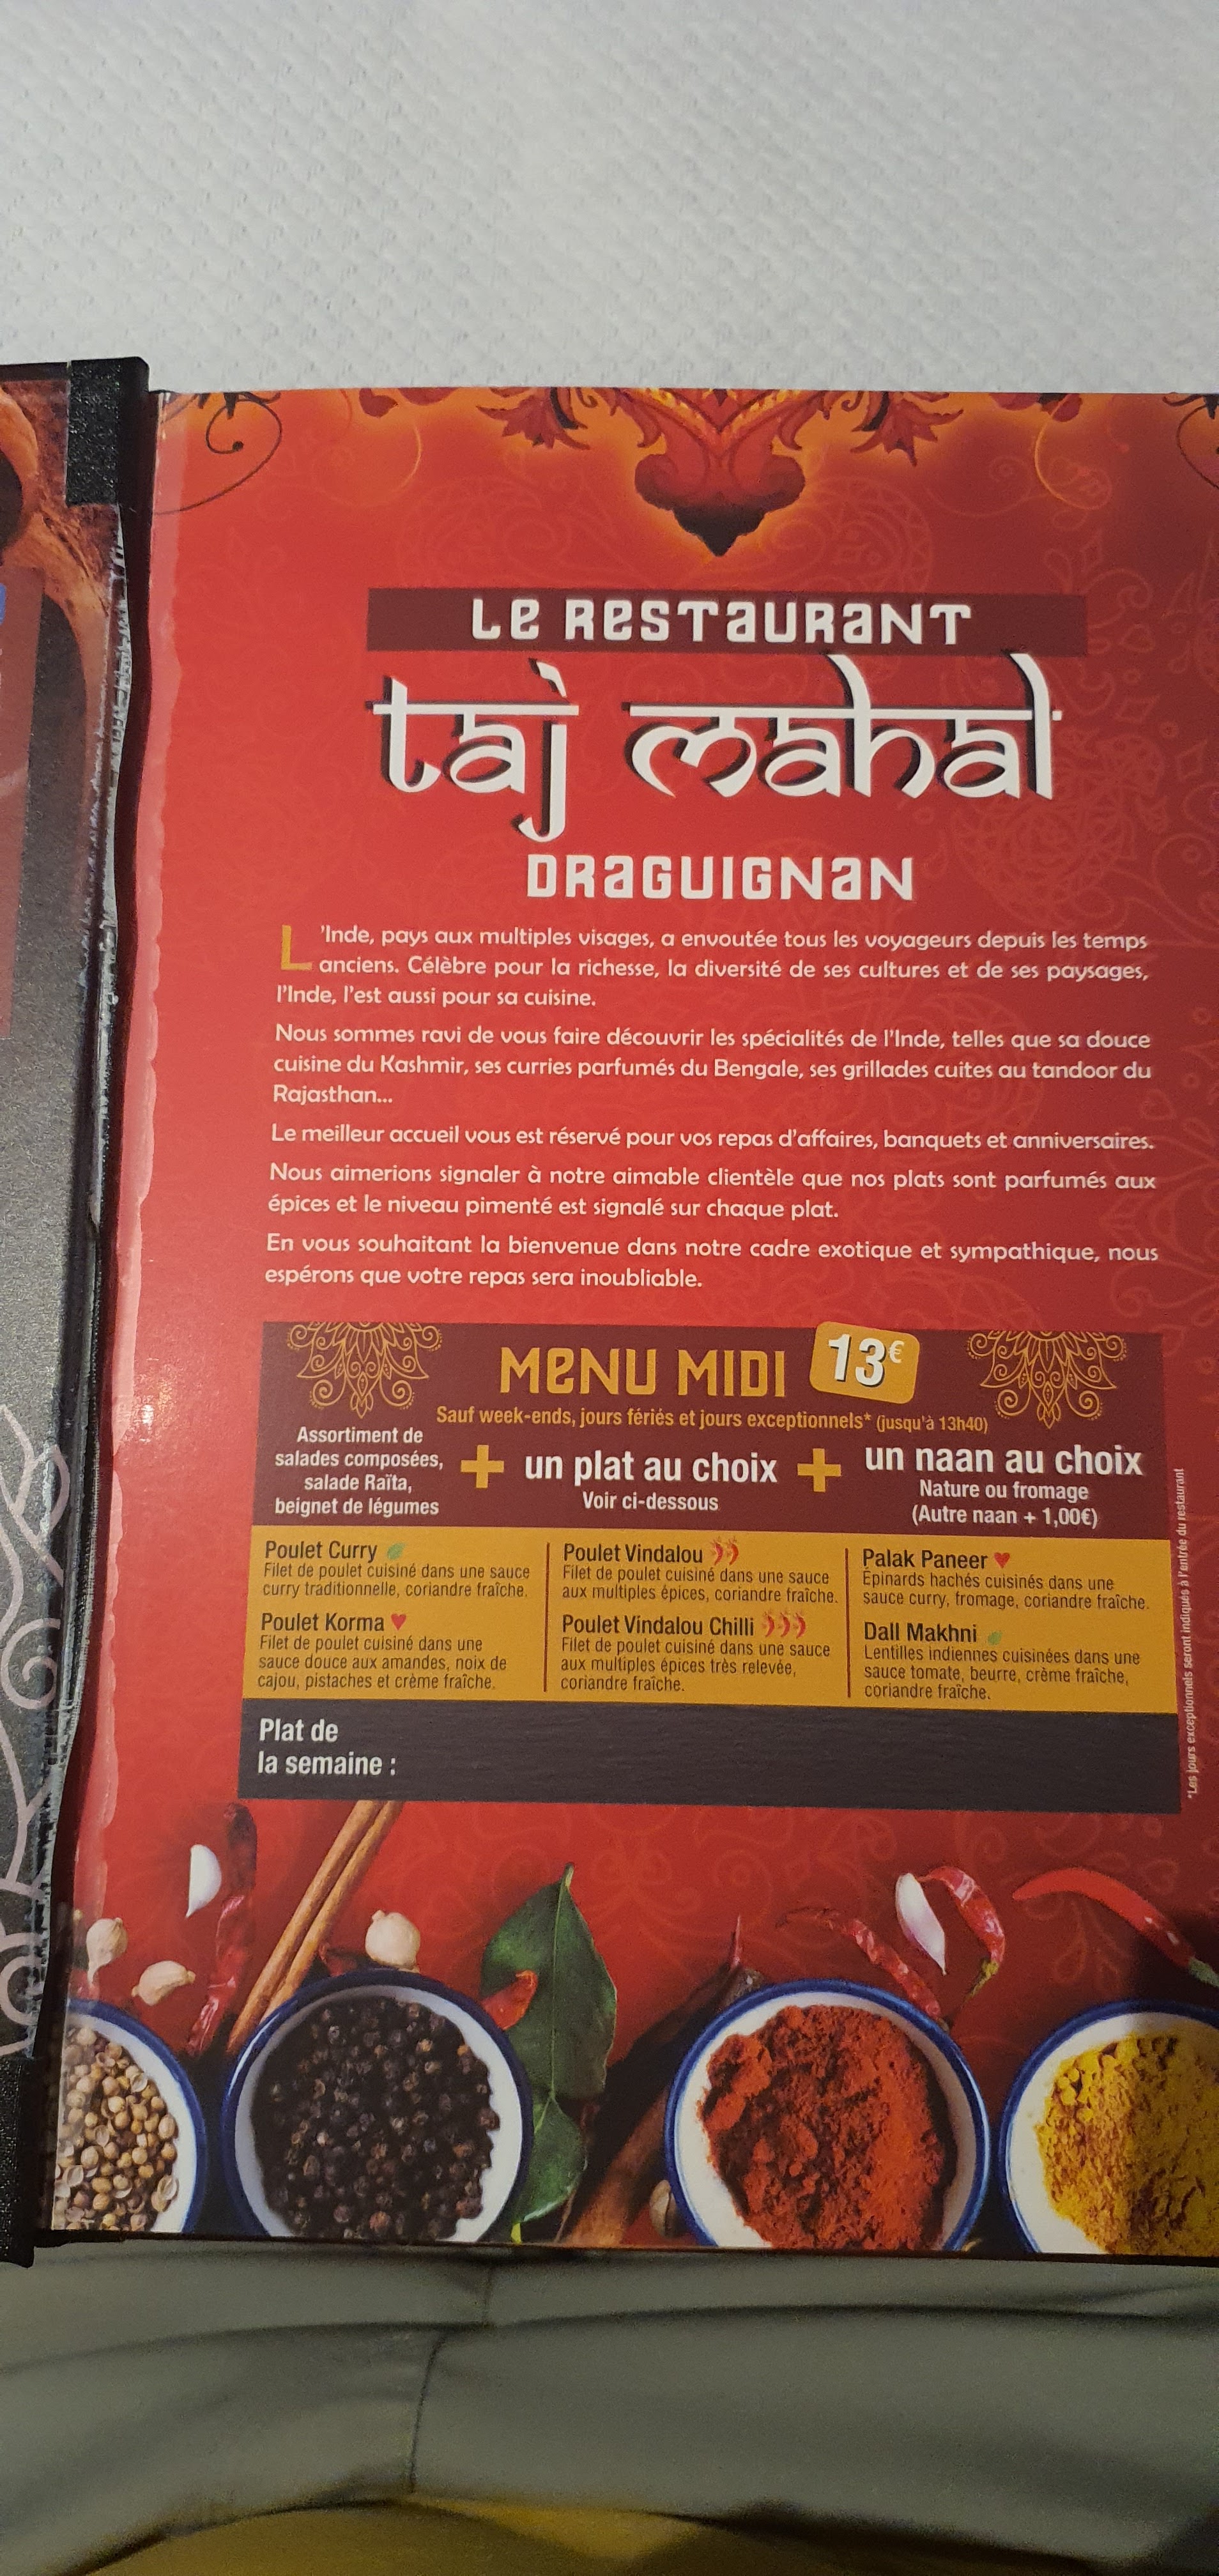 Le Restaurant
taj mahal
Draguignan
L'Inde, pays aux multiples visages, a envoutée tous les voyageurs depuis les temps
anciens. Célèbre pour la richesse, la diversité de ses cultures et de ses paysages,
l'Inde, l'est aussi pour sa cuisine.
Nous sommes ravi de vous faire découvrir les spécialités de l'Inde, telles que sa douce
cuisine du Kashmir, ses curries parfumés du Bengale, ses grillades cuites au tandoor du
Rajasthan...
Le meilleur accueil vous est réservé pour vos repas d'affaires, banquets et anniversaires.
Nous aimerions signaler à notre aimable clientèle que nos plats sont parfumés aux
épices et le niveau pimenté est signalé sur chaque plat.
En vous souhaitant la bienvenue dans notre cadre exotique et sympathique, nous
espérons que votre repas sera inoubliable.
Menu Midi 13€
Sauf week-ends, jours fériés et jours exceptionnels* (jusqu'à 13h40)
Assortiment de
salades composées,
salade Raïta,
beignet de légumes
+
un plat au choix
Voir ci-dessous
+
un naan au choix
Nature ou fromage
(Autre naan + 1,00€)
Poulet Curry
Filet de poulet cuisiné dans une sauce
curry traditionnelle, coriandre fraîche.
Poulet Korma
Filet de poulet cuisiné dans une
sauce douce aux amandes, noix de
cajou, pistaches et crème fraîche.
Poulet Vindalou
Filet de poulet cuisiné dans une sauce
aux multiples épices, coriandre fraîche.
Poulet Vindalou Chilli
Filet de poulet cuisiné dans une sauce
aux multiples épices très relevée,
coriandre fraîche.
Palak Paneer
Épinards hachés cuisinés dans une
sauce curry, fromage, coriandre fraîche.
Dall Makhni
Lentilles indiennes cuisinées dans une
sauce tomate, beurre, crème fraîche,
coriandre fraîche.
Plat de
la semaine :
*Les jours exceptionnels seront indiqués à l'entrée du restaurant